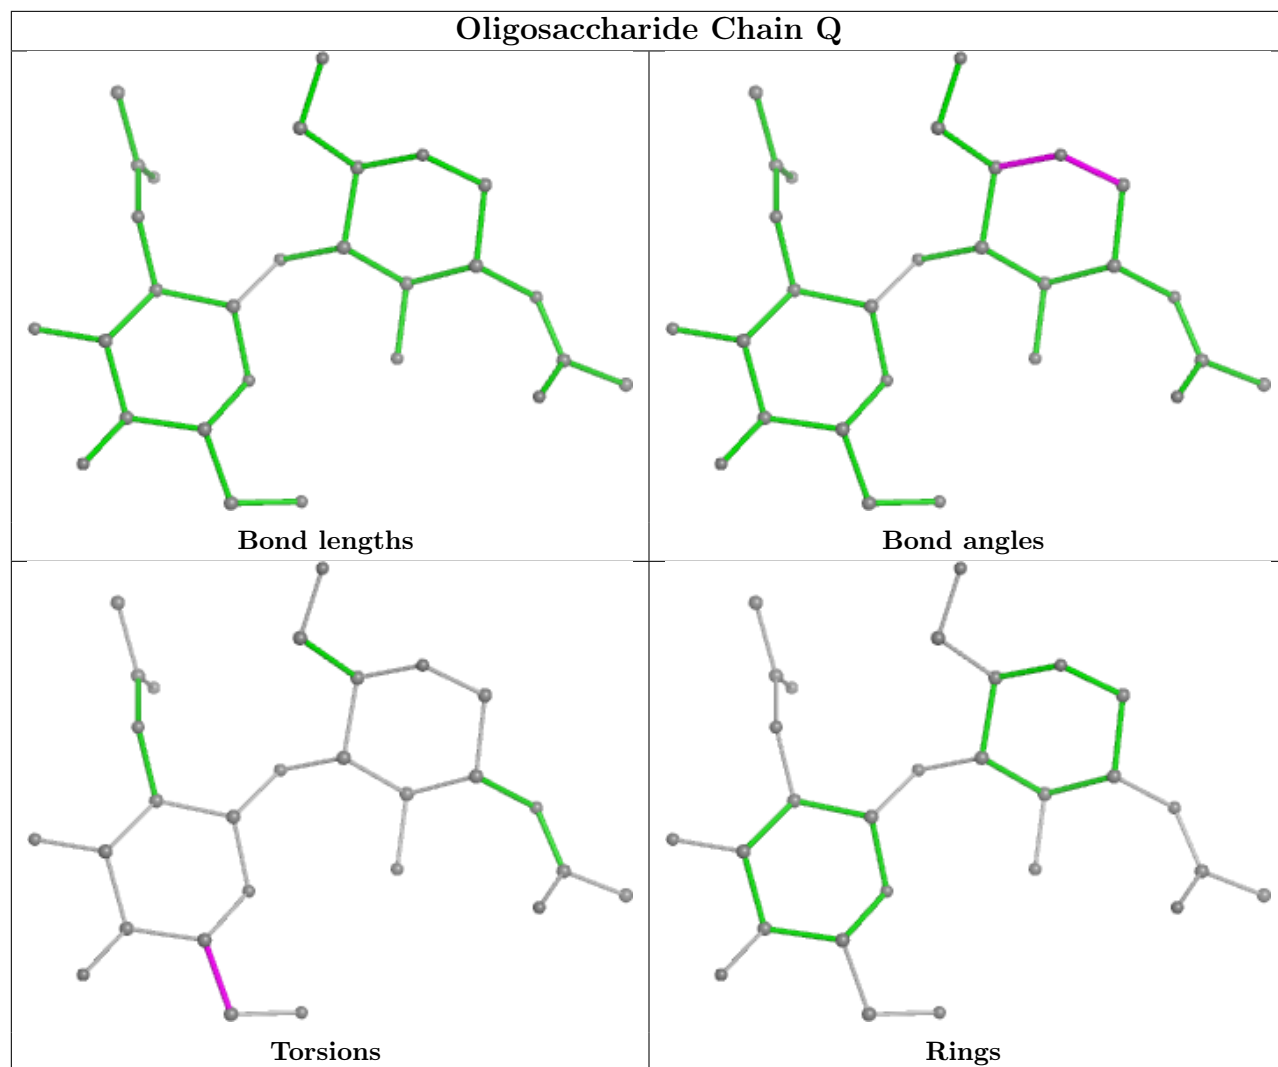 Oligosaccharide Chain Q
Bond lengths
Bond angles
Torsions
Rings